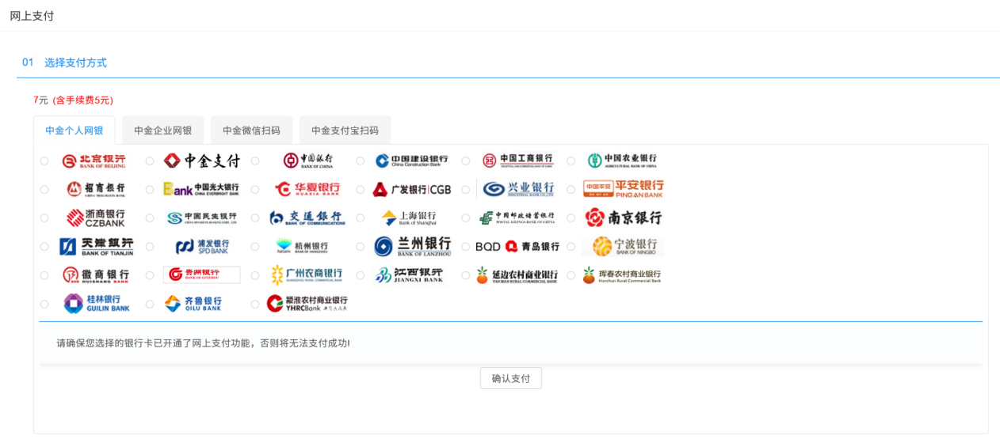 网上支付
01 选择支付方式
7元 (含手续费5元)
中金个人网银 中金企业网银 中金微信扫码 中金支付宝扫码
北京银行 BANK OF BEIJING 中金支付 中国银行 BANK OF CHINA 中国建设银行 China Construction Bank 中国工商银行 INDUSTRIAL AND COMMERCIAL BANK OF CHINA 中国农业银行 AGRICULTURAL BANK OF CHINA
招商银行 CHINA MERCHANTS BANK Bank 中国光大银行 CHINA EVERBRIGHT BANK 华夏银行 HUAXIA BANK 广发银行|CGB 兴业银行 INDUSTRIAL BANK CO.,LTD. 中国平安 平安银行 PING AN BANK
浙商银行 CZBANK 中国民生银行 CHINA MINSHENG BANKING CORP., LTD 交通银行 BANK OF COMMUNICATIONS 上海银行 Bank of Shanghai 中国邮政储蓄银行 POSTAL SAVINGS BANK OF CHINA 南京银行
天津银行 BANK OF TIANJIN 浦发银行 SPD BANK 杭州银行 BANK OF HANGZHOU 兰州银行 BANK OF LANZHOU BQD 青岛银行 宁波银行 BANK OF NINGBO
徽商银行 HUISHANG BANK 贵州银行 BANK OF GUIZHOU 广州农商银行 GUANGZHOU RURAL COMMERCIAL BANK 江西银行 JIANGXI BANK 延边农村商业银行 YAN BIAN RURAL COMMERCIAL BANK 珲春农村商业银行 Hunchun Rural Commercial Bank
桂林银行 GUILIN BANK 齐鲁银行 QILU BANK 颍淮农村商业银行 YHRCBank
请确保您选择的银行卡已开通了网上支付功能，否则将无法支付成功!
确认支付